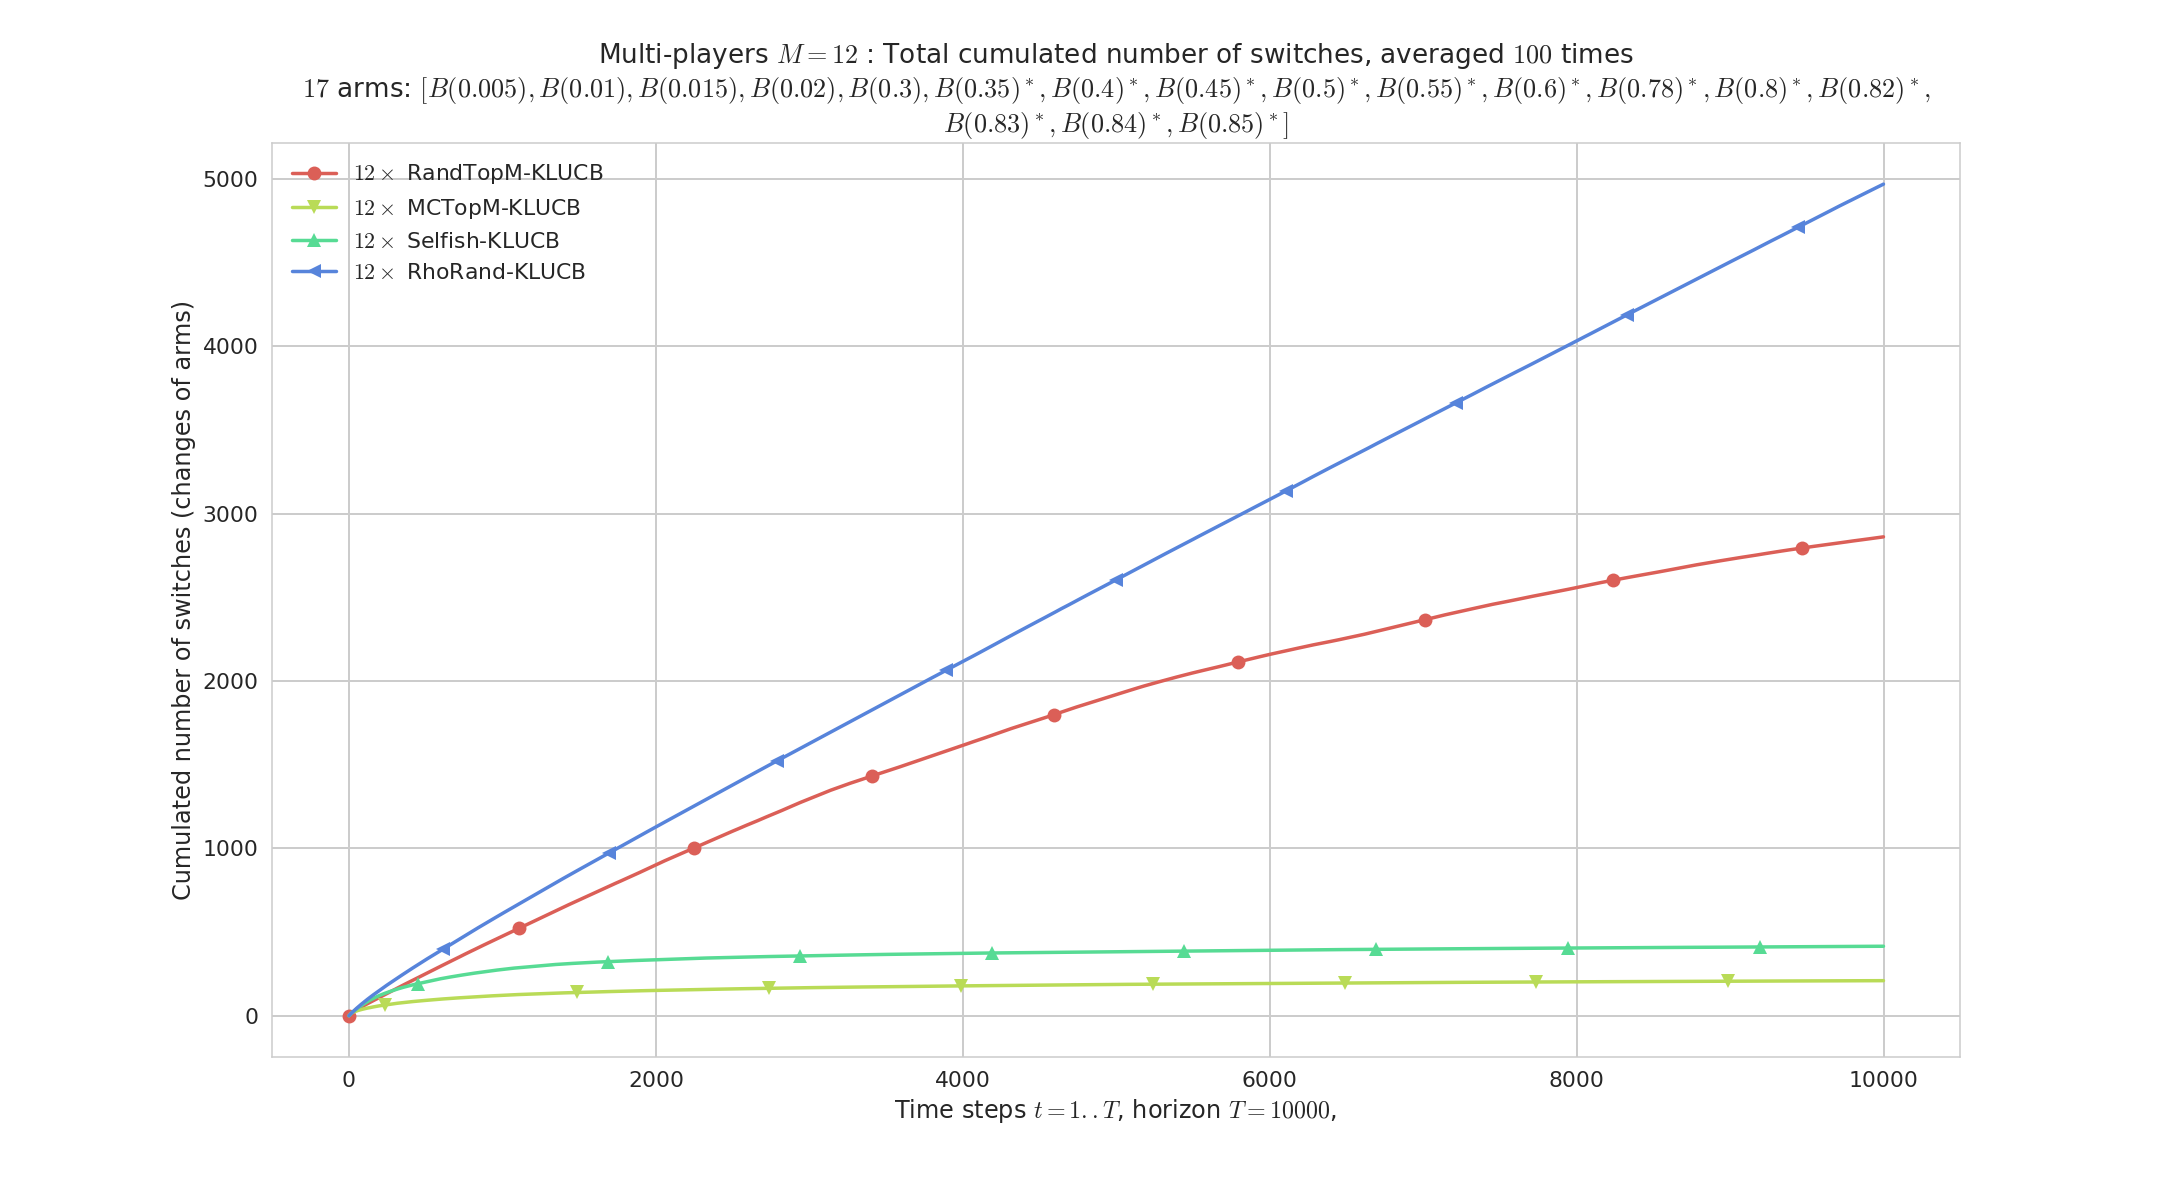 Multi-players M = 12 : Total cumulated number of switches, averaged 100 times
17 arms: [B(0.005), B(0.01), B(0.015), B(0.02), B(0.3), B(0.35)*, B(0.4)*, B(0.45)*, B(0.5)*, B(0.55)*, B(0.6)*, B(0.78)*, B(0.8)*, B(0.82)*,
B(0.83)*, B(0.84)*, B(0.85)*]
12× RandTopM-KLUCB
12× MCTopM-KLUCB
12× Selfish-KLUCB
12× RhoRand-KLUCB
Cumulated number of switches (changes of arms)
5000
4000
3000
2000
1000
0
0 2000 4000 6000 8000 10000
Time steps t = 1..T, horizon T = 10000,